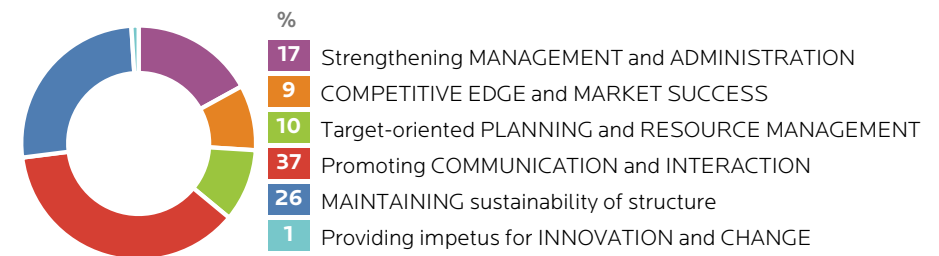 %
17 Strengthening MANAGEMENT and ADMINISTRATION
9 COMPETITIVE EDGE and MARKET SUCCESS
10 Target-oriented PLANNING and RESOURCE MANAGEMENT
37 Promoting COMMUNICATION and INTERACTION
26 MAINTAINING sustainability of structure
1 Providing impetus for INNOVATION and CHANGE